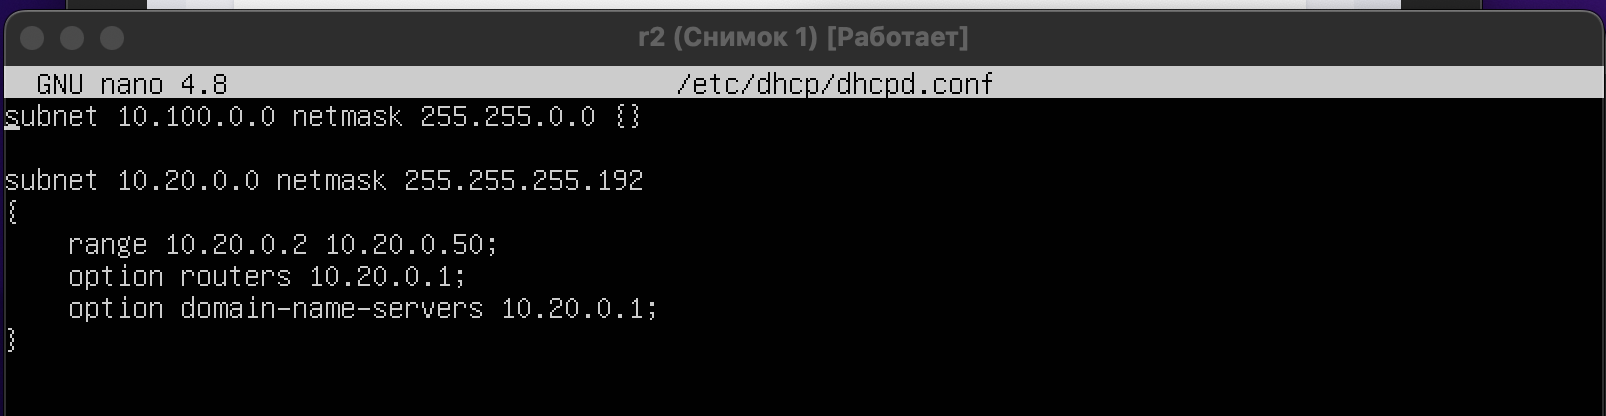 r2 (Снимок 1) [Работает]
GNU nano 4.8 /etc/dhcp/dhcpd.conf
subnet 10.100.0.0 netmask 255.255.0.0 {}
subnet 10.20.0.0 netmask 255.255.255.192
{
range 10.20.0.2 10.20.0.50;
option routers 10.20.0.1;
option domain-name-servers 10.20.0.1;
}